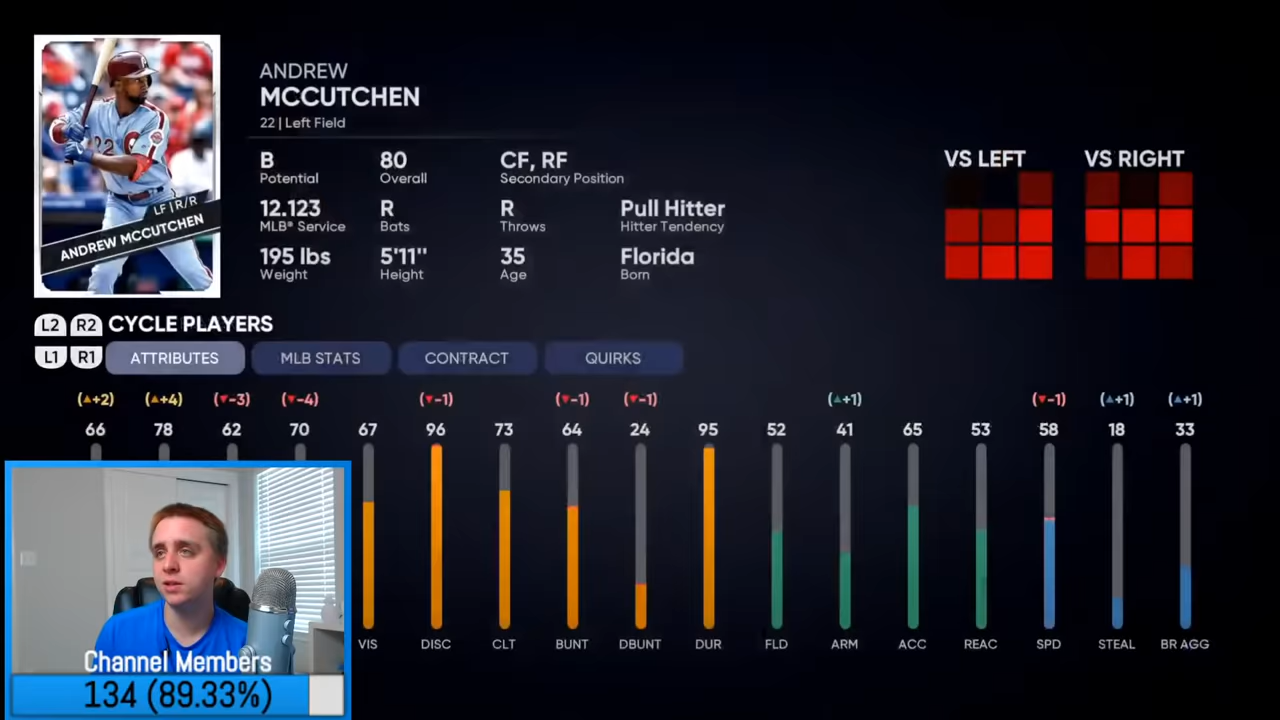 ANDREW
MCCUTCHEN
22 | Left Field
B
Potential
80
Overall
CF, RF
Secondary Position
12.123
MLB® Service
R
Bats
R
Throws
Pull Hitter
Hitter Tendency
195 lbs
Weight
5'11"
Height
35
Age
Florida
Born
VS LEFT
VS RIGHT
22
LF | R/R
ANDREW MCCUTCHEN
L2 R2 CYCLE PLAYERS
L1 R1 ATTRIBUTES MLB STATS CONTRACT QUIRKS
(▲+2) (▲+4) (▼-3) (▼-4) (▼-1) (▼-1) (▼-1) (▲+1) (▼-1) (▲+1) (▲+1)
66 78 62 70 67 96 73 64 24 95 52 41 65 53 58 18 33
VIS DISC CLT BUNT DBUNT DUR FLD ARM ACC REAC SPD STEAL BR AGG
Channel Members
134 (89.33%)